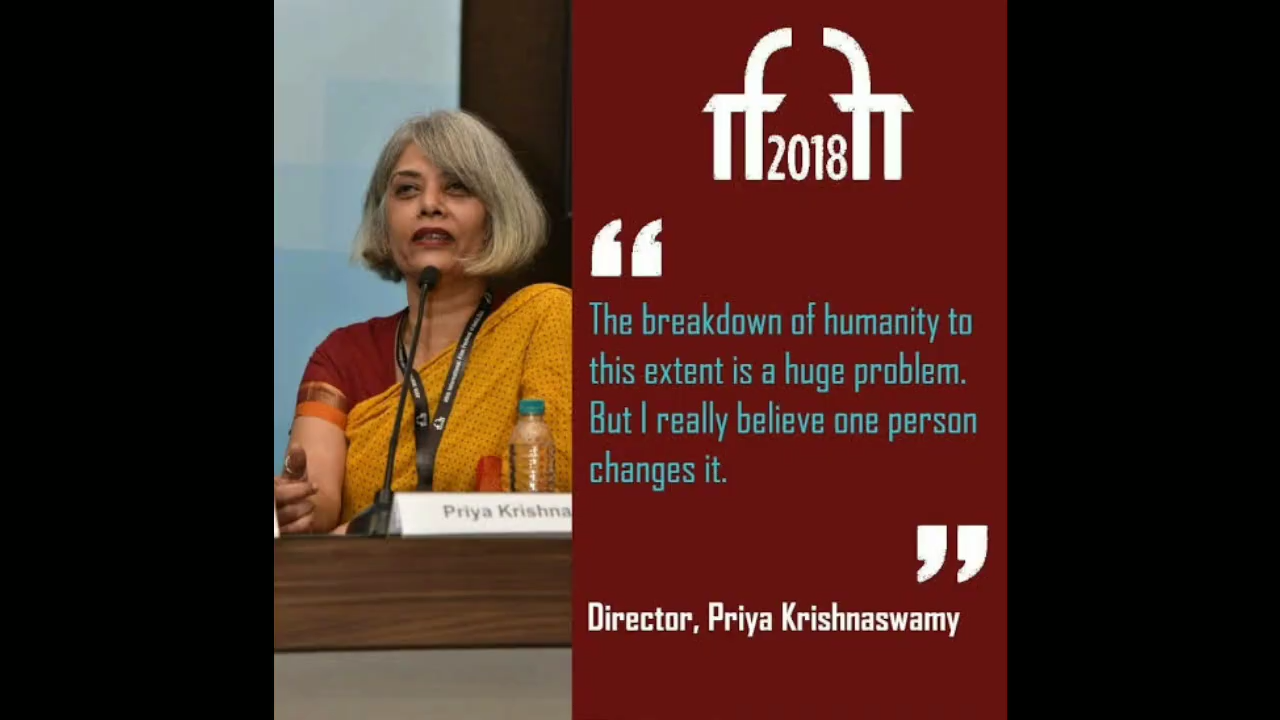 2018
“
The breakdown of humanity to
this extent is a huge problem.
But I really believe one person
changes it.
”
Director, Priya Krishnaswamy
Priya Krishna